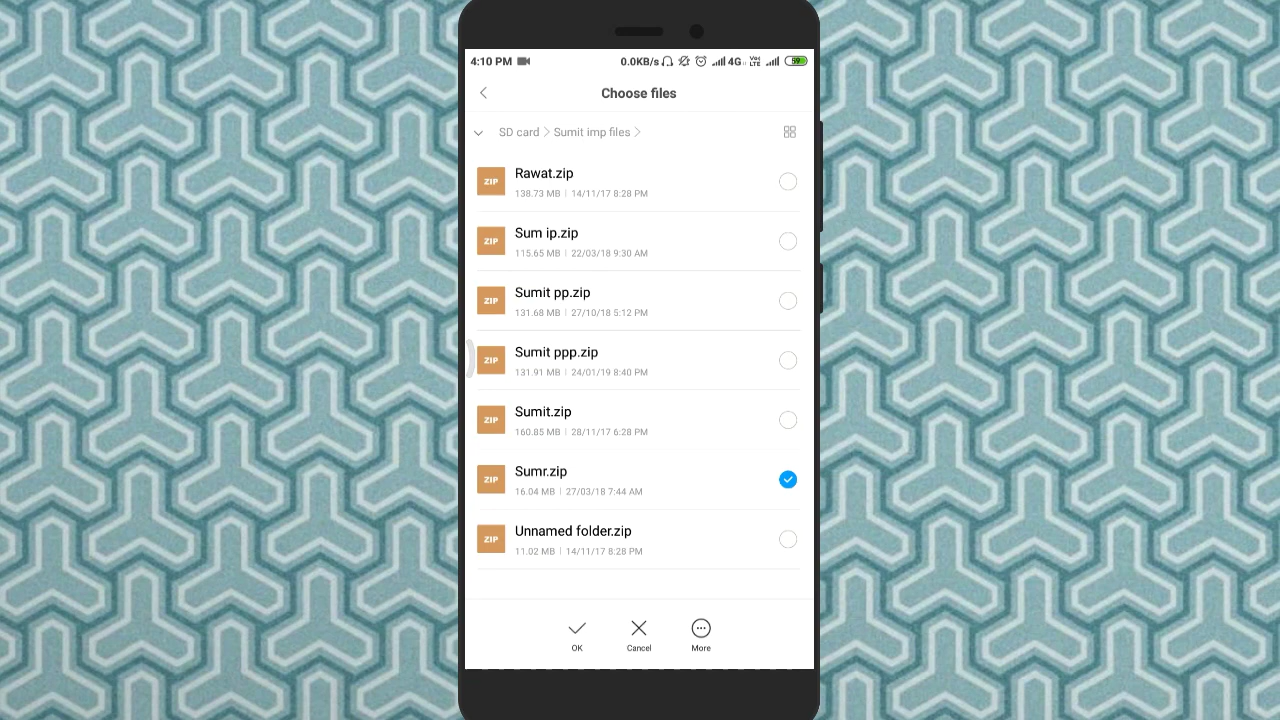 4:10 PM 0.0KB/s 4G Vo LTE 59
Choose files
SD card Sumit imp files
ZIP Rawat.zip
138.73 MB | 14/11/17 8:28 PM
ZIP Sum ip.zip
115.65 MB | 22/03/18 9:30 AM
ZIP Sumit pp.zip
131.68 MB | 27/10/18 5:12 PM
ZIP Sumit ppp.zip
131.91 MB | 24/01/19 8:40 PM
ZIP Sumit.zip
160.85 MB | 28/11/17 6:28 PM
ZIP Sumr.zip
16.04 MB | 27/03/18 7:44 AM
ZIP Unnamed folder.zip
11.02 MB | 14/11/17 8:28 PM
OK Cancel More